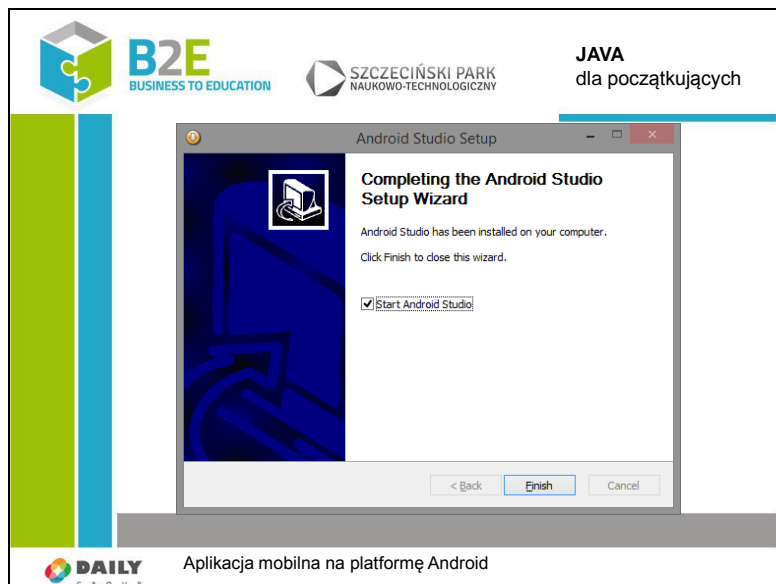 B2E
BUSINESS TO EDUCATION
SZCZECIŃSKI PARK
NAUKOWO-TECHNOLOGICZNY
JAVA
dla początkujących
Android Studio Setup
Completing the Android Studio
Setup Wizard
Android Studio has been installed on your computer.
Click Finish to close this wizard.
Start Android Studio
< Back
Finish
Cancel
DAILY
Aplikacja mobilna na platformę Android